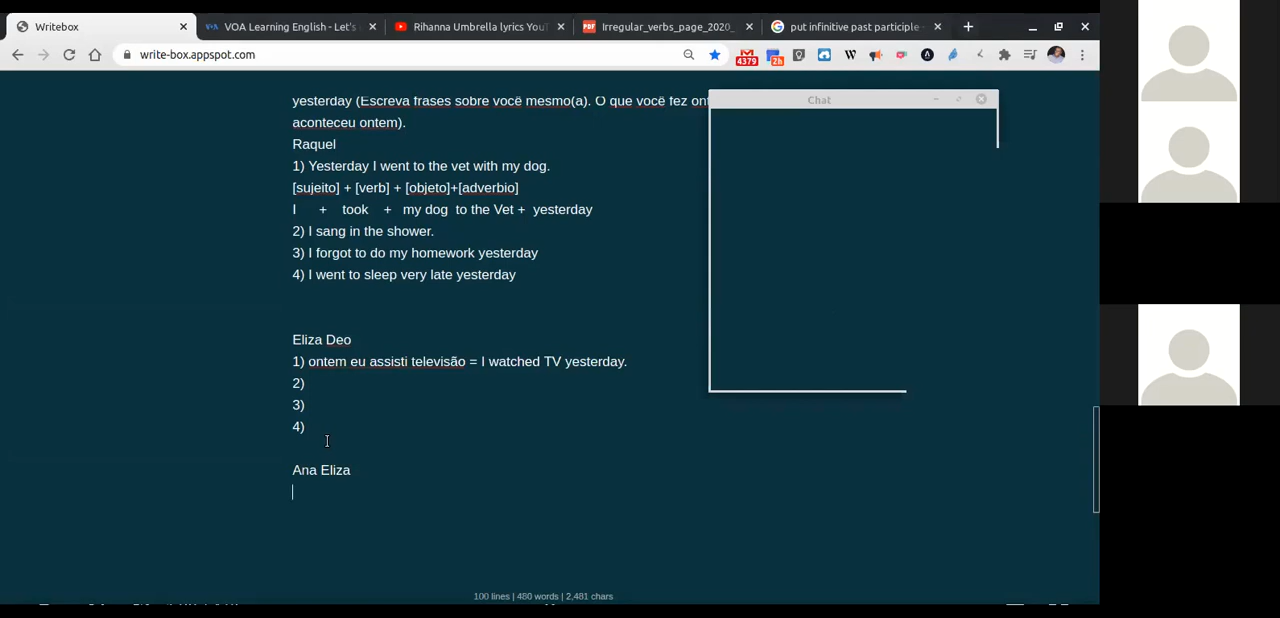 Writebox
VOA Learning English - Let's
Rihanna Umbrella lyrics You
Irregular_verbs_page_2020_
put infinitive past participle -
write-box.appspot.com
4379
2h
yesterday (Escreva frases sobre você mesmo(a). O que você fez ont
Chat
aconteceu ontem).
Raquel
1) Yesterday I went to the vet with my dog.
[sujeito] + [verb] + [objeto]+[adverbio]
I + took + my dog to the Vet + yesterday
2) I sang in the shower.
3) I forgot to do my homework yesterday
4) I went to sleep very late yesterday
Eliza Deo
1) ontem eu assisti televisão = I watched TV yesterday.
2)
3)
4)
Ana Eliza
100 lines | 480 words | 2,481 chars